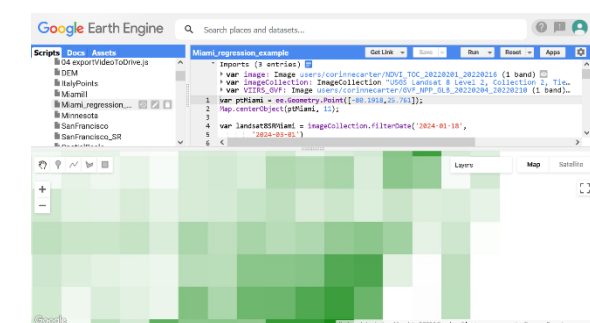 Google Earth Engine
Search places and datasets...
Scripts Docs Assets
04 exportVideoToDrive.js
DEM
ItalyPoints
MiamiIl
Miami_regression_...
Minnesota
SanFrancisco
SanFrancisco_SR
Miami_regression_example
Get Link Save Run Reset Apps
Imports (3 entries)
var image: Image users/corinnecarter/NDVI_TOC_20220201_20220216 (1 band)
var imageCollection: ImageCollection "USGS Landsat 8 Level 2, Collection 2, Tie…
var VIIRS_GVF: Image users/corinnecarter/GVF_NPP_GLB_20220204_20220210 (1 band)…
1 var ptMiami = ee.Geometry.Point([-80.1918,25.761]);
2 Map.centerObject(ptMiami, 11);
3
4 var landsat8SRMiami = imageCollection.filterDate('2024-01-18',
5 '2024-03-01')
6
Layers
Map Satellite
+
−
Google